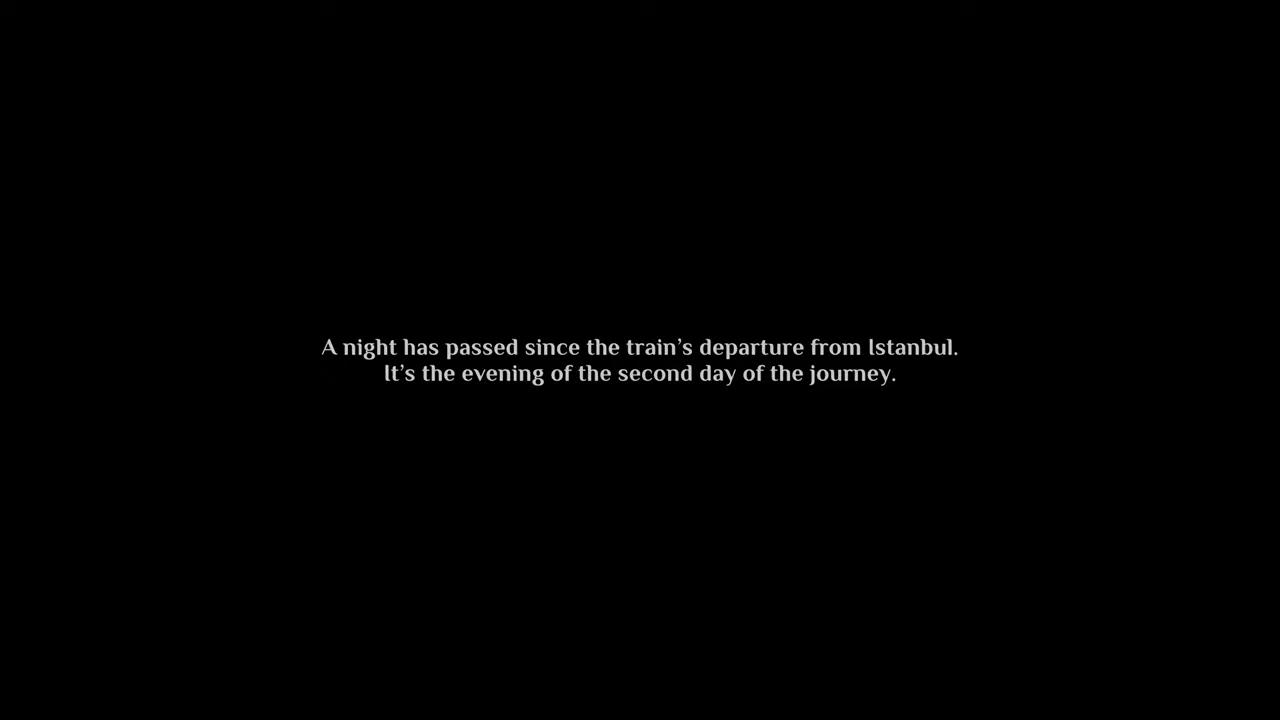 A night has passed since the train’s departure from Istanbul.
It’s the evening of the second day of the journey.